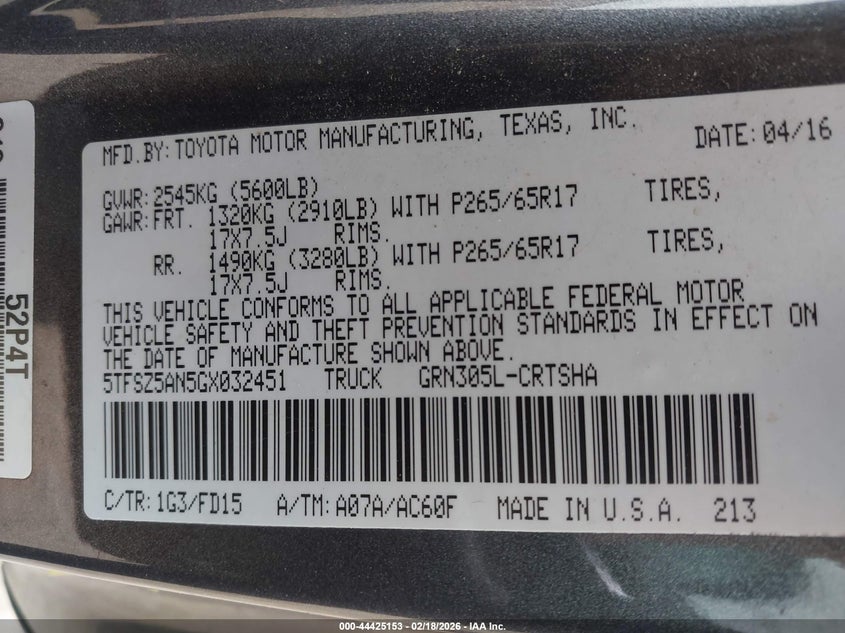 MFD.BY: TOYOTA MOTOR MANUFACTURING, TEXAS, INC. DATE: 04/16
GVWR: 2545KG (5600LB)
GAWR: FRT. 1320KG (2910LB) WITH P265/65R17 TIRES,
17X7.5J RIMS.
RR. 1490KG (3280LB) WITH P265/65R17 TIRES,
17X7.5J RIMS.
THIS VEHICLE CONFORMS TO ALL APPLICABLE FEDERAL MOTOR
VEHICLE SAFETY AND THEFT PREVENTION STANDARDS IN EFFECT ON
THE DATE OF MANUFACTURE SHOWN ABOVE.
5TFSZ5AN5GX032451 TRUCK GRN305L-CRTSHA
C/TR: 1G3/FD15 A/TM: A07A/AC60F MADE IN U.S.A. 213
52P4T
000-44425153 — 02/18/2026 — IAA Inc.